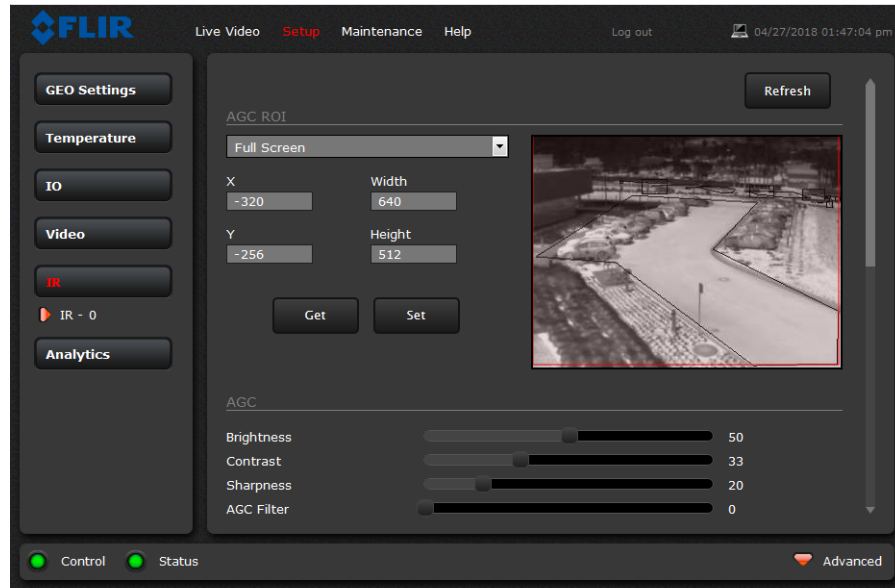 FLIR
Live Video Setup Maintenance Help Log out 04/27/2018 01:47:04 pm
GEO Settings
Temperature
IO
Video
IR
IR - 0
Analytics
Refresh
AGC ROI
Full Screen
X Width
-320 640
Y Height
-256 512
Get Set
AGC
Brightness 50
Contrast 33
Sharpness 20
AGC Filter 0
Control Status Advanced